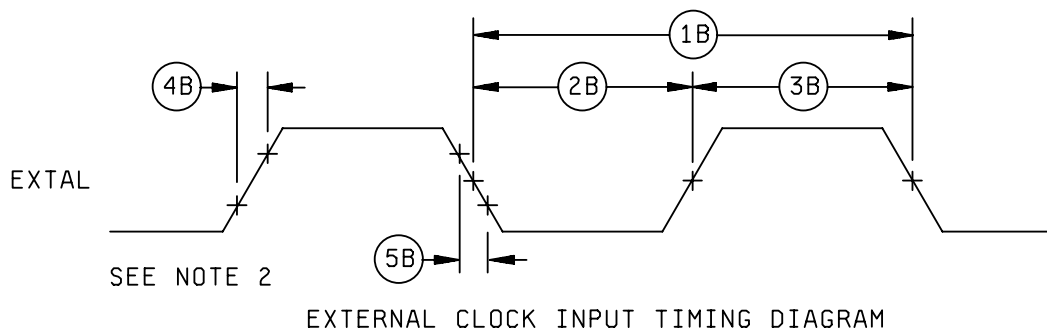 1B
4B
2B
3B
EXTAL
5B
SEE NOTE 2
EXTERNAL CLOCK INPUT TIMING DIAGRAM